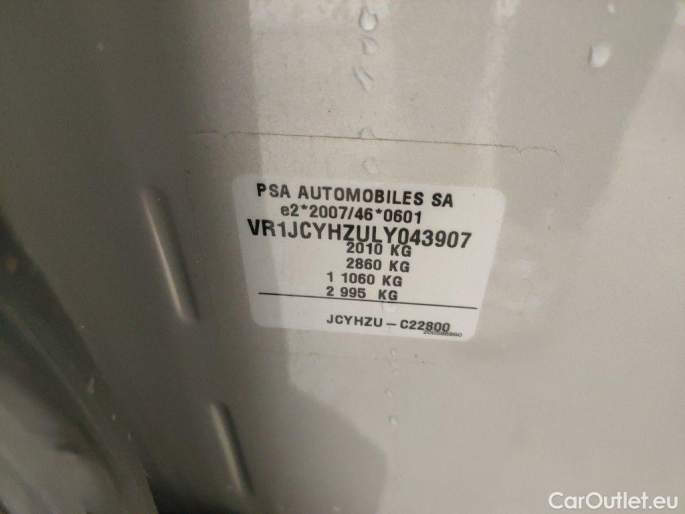 PSA AUTOMOBILES SA
e2*2007/46*0601
VR1JCYHZULY043907
2010 KG
2860 KG
1 1060 KG
2 995 KG
JCYHZU - C22800
CarOutlet.eu